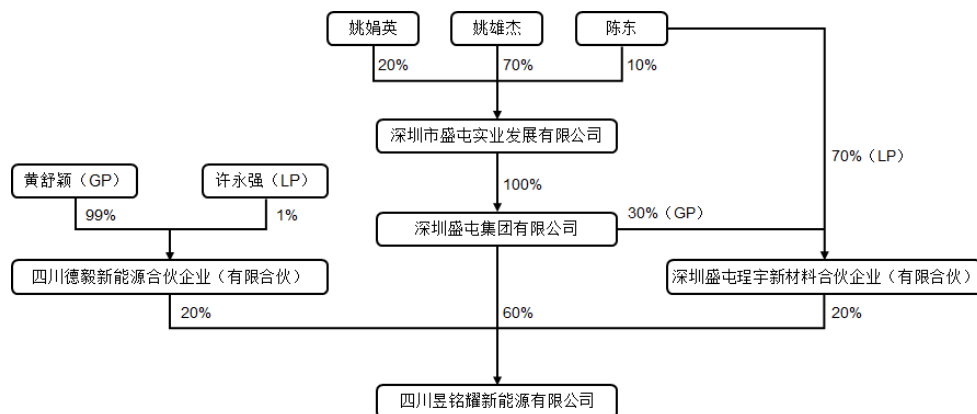 姚娟英
姚雄杰
陈东
20%
70%
10%
深圳市盛屯实业发展有限公司
70%（LP）
黄舒颖（GP）
许永强（LP）
100%
99%
1%
深圳盛屯集团有限公司
30%（GP）
四川德毅新能源合伙企业（有限合伙）
深圳盛屯珵宇新材料合伙企业（有限合伙）
20%
60%
20%
四川昱铭耀新能源有限公司